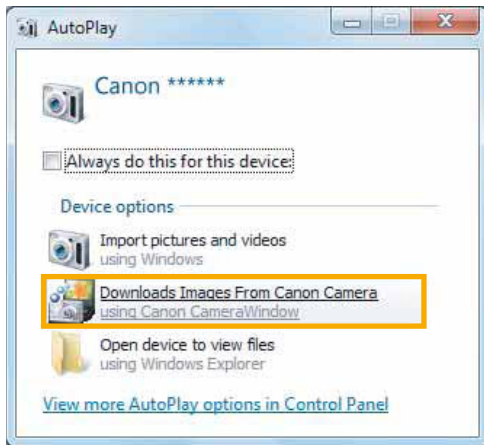 AutoPlay
Canon ******
Always do this for this device:
Device options
Import pictures and videos
using Windows
Downloads Images From Canon Camera
using Canon CameraWindow
Open device to view files
using Windows Explorer
View more AutoPlay options in Control Panel